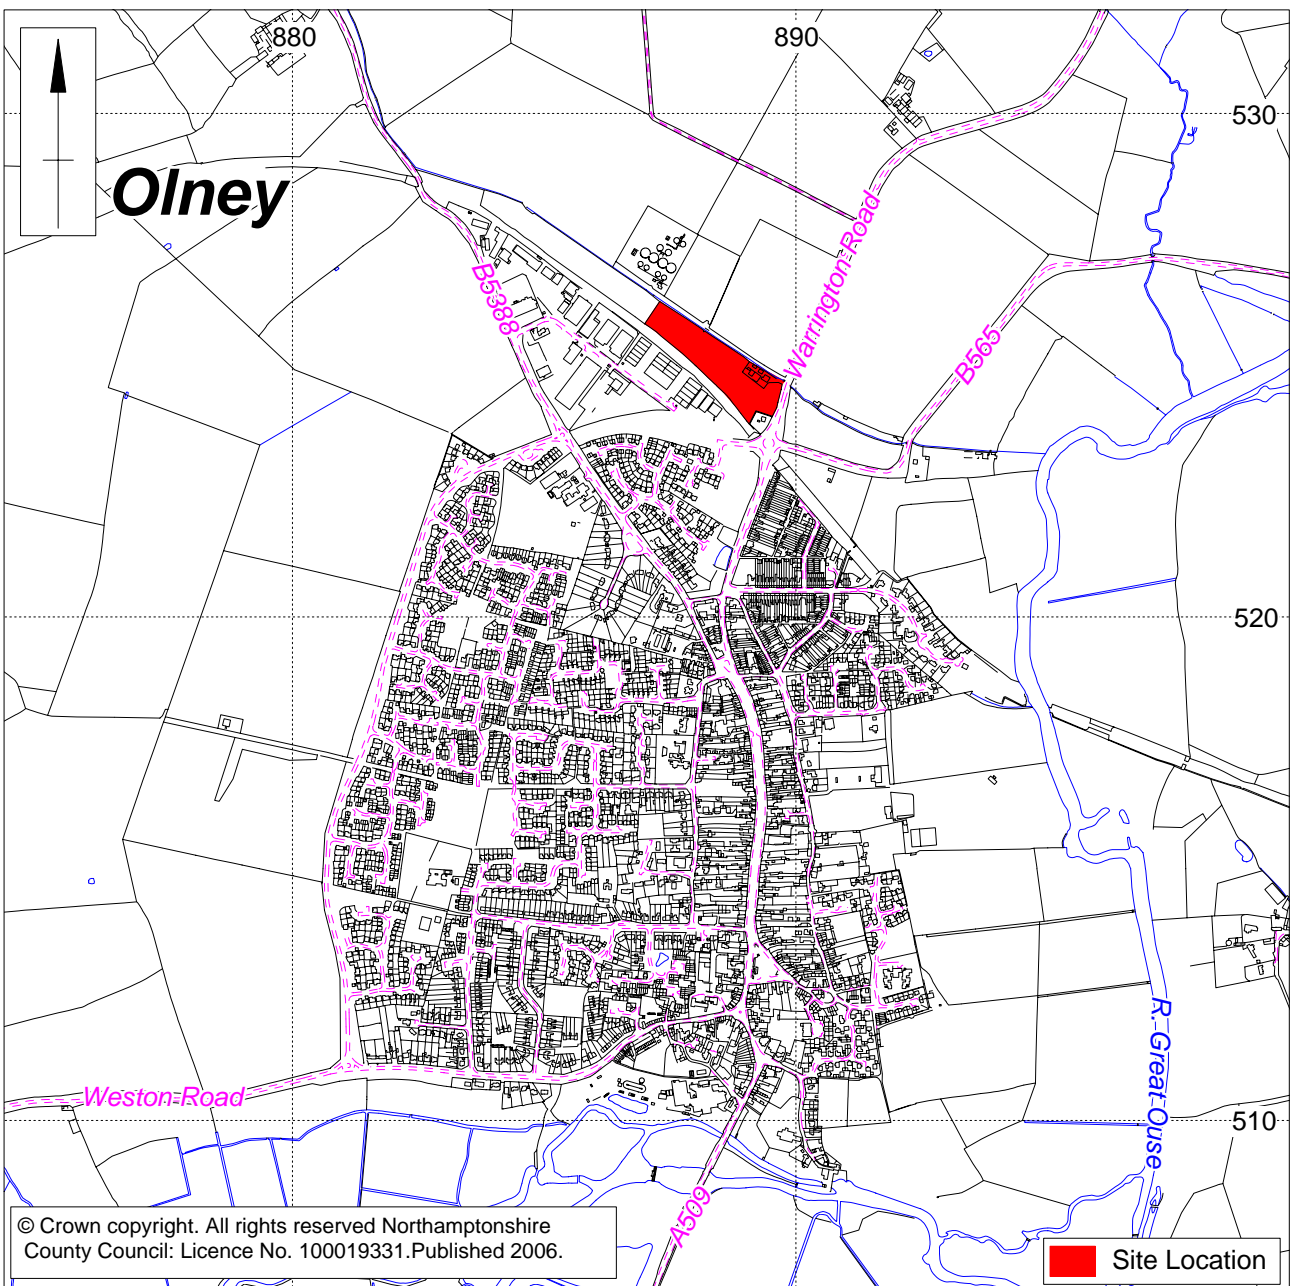 880
890
530
Olney
Warrington Road
B5388
B565
520
R. Great Ouse
Weston Road
510
A509
© Crown copyright. All rights reserved Northamptonshire
County Council: Licence No. 100019331.Published 2006.
Site Location